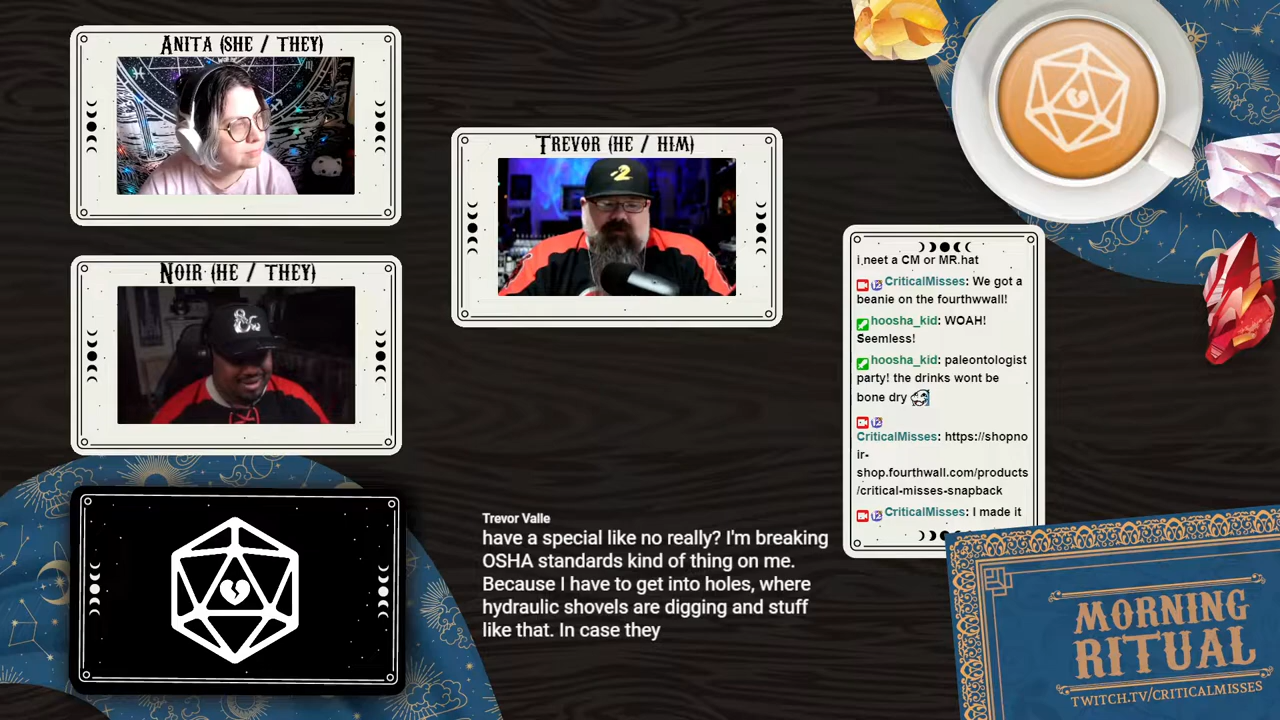 ANITA (SHE / THEY)
TREVOR (HE / HIM)
2
NOIR (HE / THEY)
i neet a CM or MR.hat
CriticalMisses: We got a
beanie on the fourthwwall!
hoosha_kid: WOAH!
Seemless!
hoosha_kid: paleontologist
party! the drinks wont be
bone dry
CriticalMisses: https://shopno
ir-
shop.fourthwall.com/products
/critical-misses-snapback
CriticalMisses: I made it
Trevor Valle
have a special like no really? I'm breaking
OSHA standards kind of thing on me.
Because I have to get into holes, where
hydraulic shovels are digging and stuff
like that. In case they
MORNING
RITUAL
TWITCH.TV/CRITICALMISSES